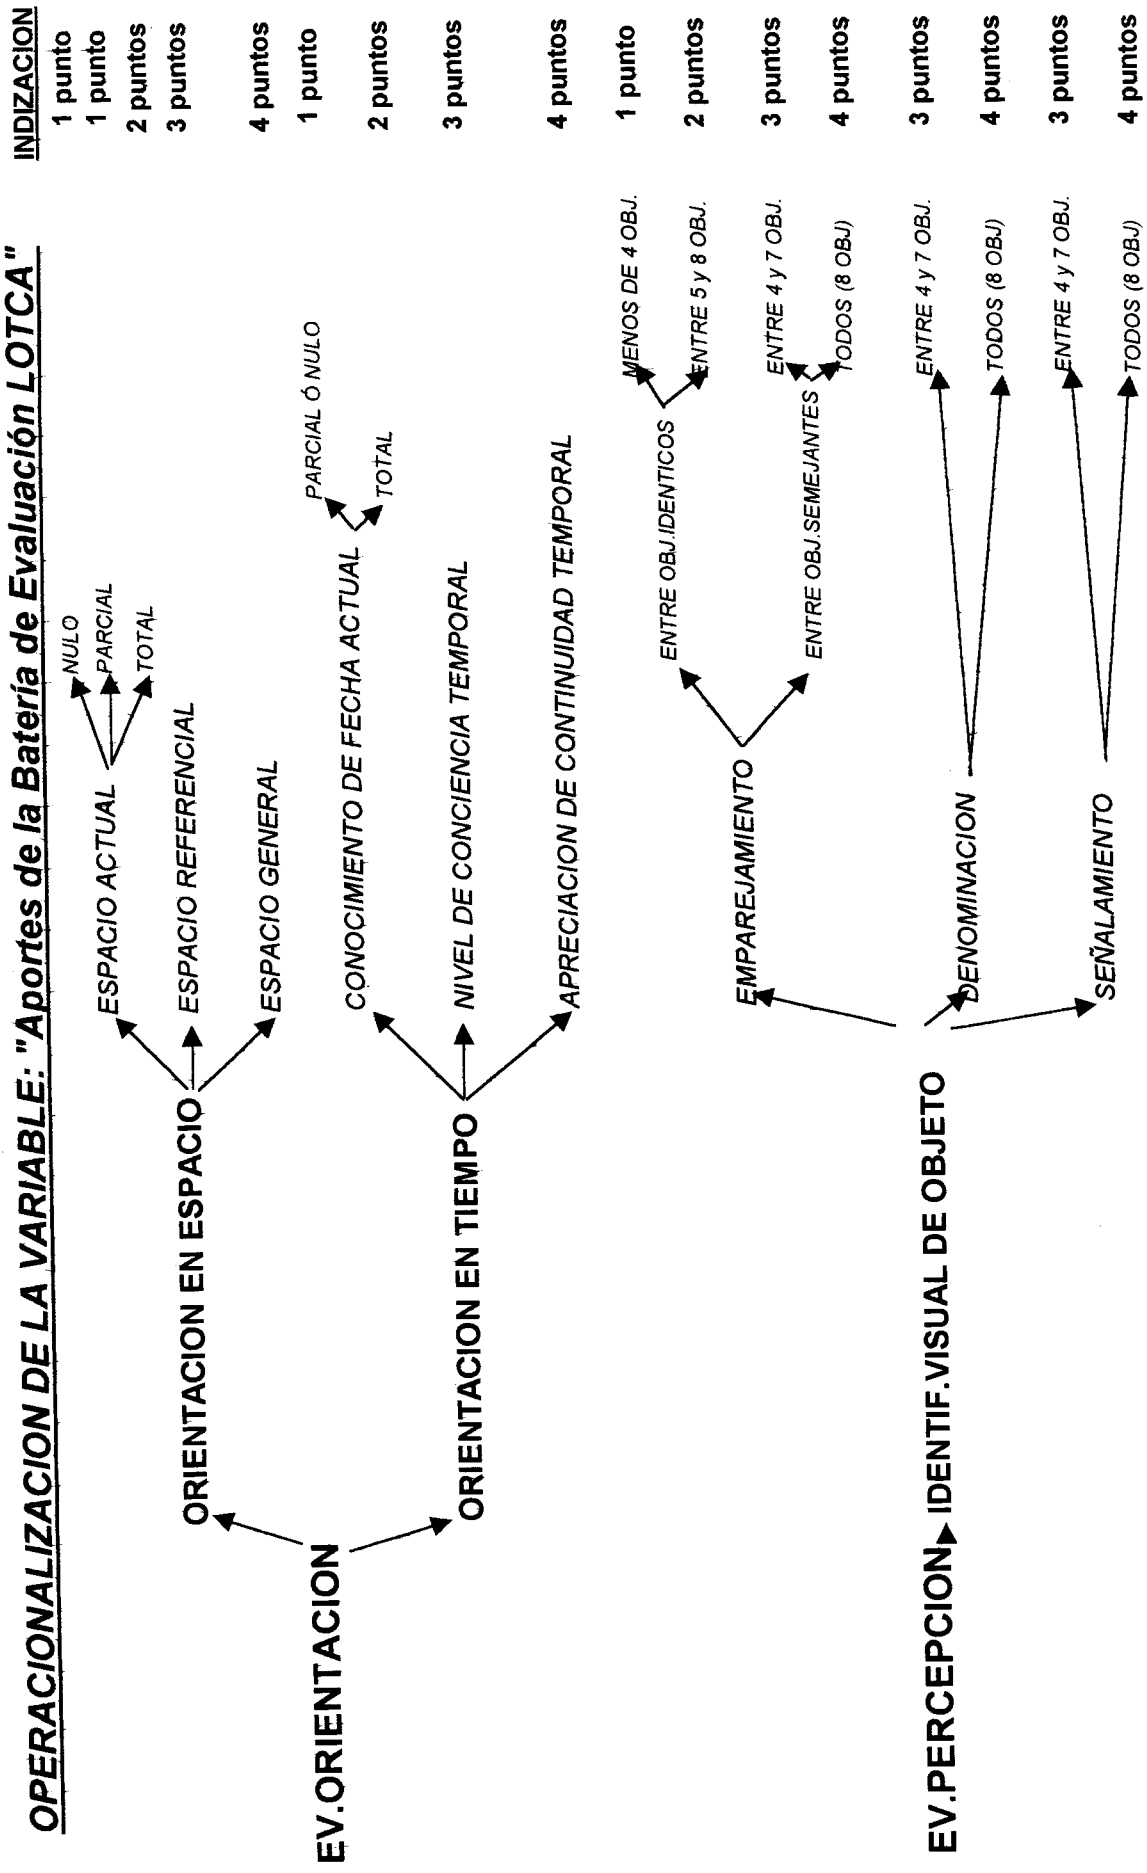 OPERACIONALIZACION DE LA VARIABLE: "Aportes de la Batería de Evaluación LOTCA"
INDIZACION
EV.ORIENTACION
ORIENTACION EN ESPACIO
ESPACIO ACTUAL
NULO
1 punto
PARCIAL
1 punto
TOTAL
2 puntos
ESPACIO REFERENCIAL
3 puntos
ESPACIO GENERAL
4 puntos
ORIENTACION EN TIEMPO
CONOCIMIENTO DE FECHA ACTUAL
PARCIAL Ó NULO
1 punto
TOTAL
2 puntos
NIVEL DE CONCIENCIA TEMPORAL
3 puntos
APRECIACION DE CONTINUIDAD TEMPORAL
4 puntos
EV.PERCEPCION
IDENTIF.VISUAL DE OBJETO
EMPAREJAMIENTO
ENTRE OBJ.IDENTICOS
MENOS DE 4 OBJ.
1 punto
ENTRE 5 y 8 OBJ.
2 puntos
ENTRE OBJ.SEMEJANTES
ENTRE 4 y 7 OBJ.
3 puntos
TODOS (8 OBJ)
4 puntos
DENOMINACION
ENTRE 4 y 7 OBJ.
3 puntos
TODOS (8 OBJ)
4 puntos
SEÑALAMIENTO
ENTRE 4 y 7 OBJ.
3 puntos
TODOS (8 OBJ)
4 puntos